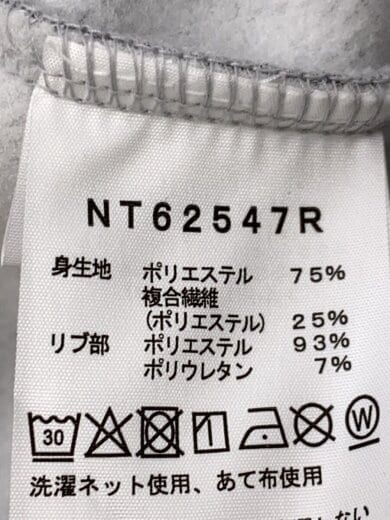 NT62547R
身生地 ポリエステル 75%
複合繊維
(ポリエステル) 25%
リブ部 ポリエステル 93%
ポリウレタン 7%
30 W
洗濯ネット使用、あて布使用